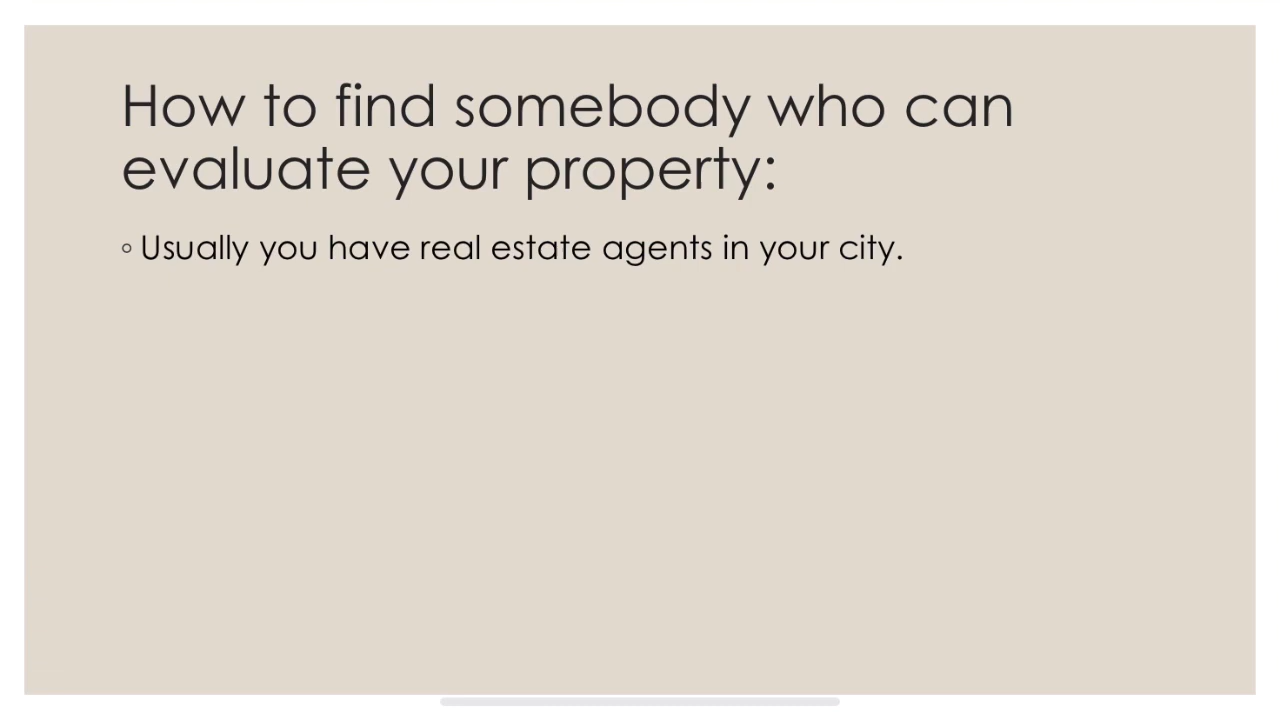 How to find somebody who can
evaluate your property:
◦ Usually you have real estate agents in your city.